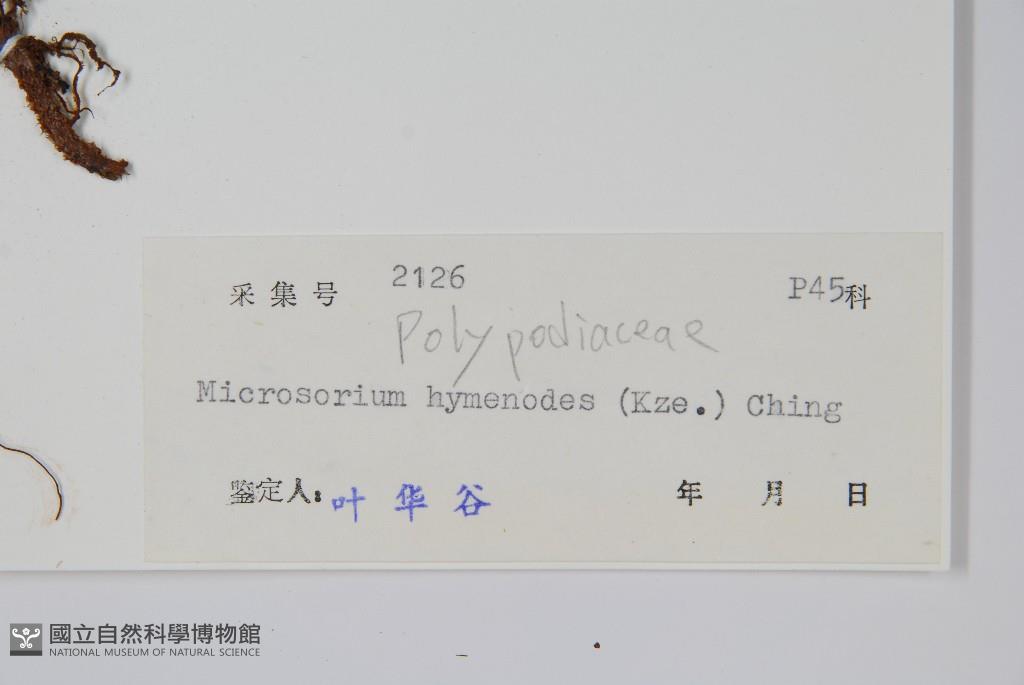 采集号 2126 P45科
Polypodiaceae
Microsorium hymenodes (Kze.) Ching
鉴定人: 叶华谷 年 月 日
國立自然科學博物館
NATIONAL MUSEUM OF NATURAL SCIENCE